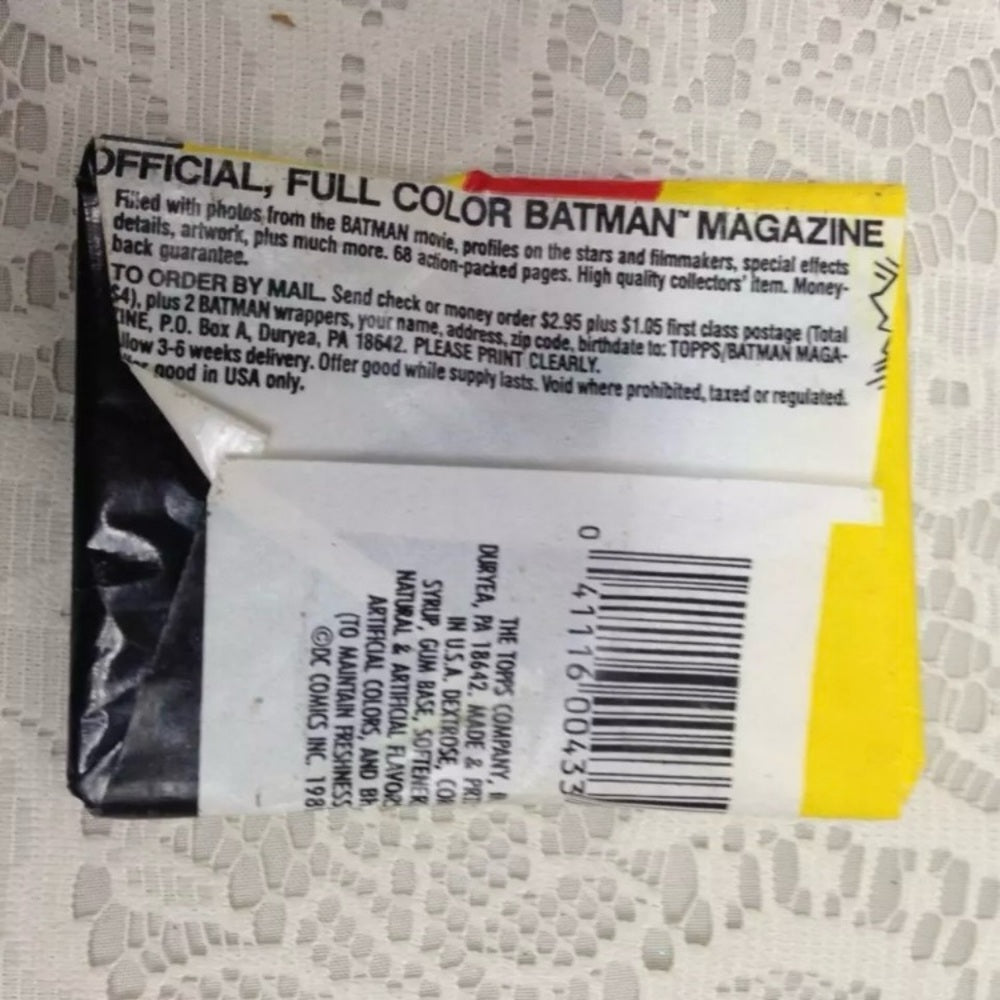 OFFICIAL, FULL COLOR BATMAN™ MAGAZINE
Filled with photos from the BATMAN movie, profiles on the stars and filmmakers, special effects
details, artwork, plus much more. 68 action-packed pages. High quality collectors' item. Money-
back guarantee.
TO ORDER BY MAIL. Send check or money order $2.95 plus $1.05 first class postage (Total
$4), plus 2 BATMAN wrappers, your name, address, zip code, birthdate to: TOPPS/BATMAN MAGA-
ZINE, P.O. Box A, Duryea, PA 18642. PLEASE PRINT CLEARLY.
llow 3-6 weeks delivery. Offer good while supply lasts. Void where prohibited, taxed or regulated.
good in USA only.
THE TOPPS COMPANY,
DURYEA, PA 18642. MADE &
IN U.S.A. DEXTROSE,
SYRUP, GUM BASE, SOFTENER
NATURAL & ARTIFICIAL FLAVORS
ARTIFICIAL COLORS, AND
(TO MAINTAIN FRESHNESS
©DC COMICS INC. 198
0 41116 00433